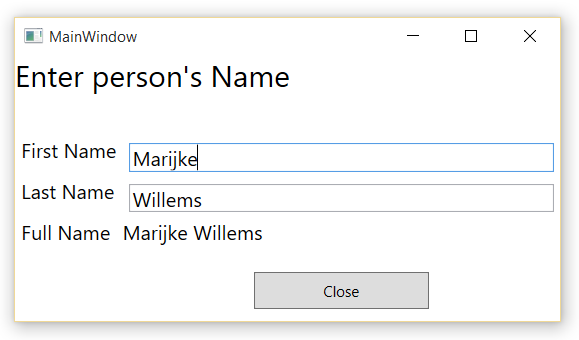 MainWindow
Enter person's Name
First Name Marijke
Last Name Willems
Full Name Marijke Willems
Close